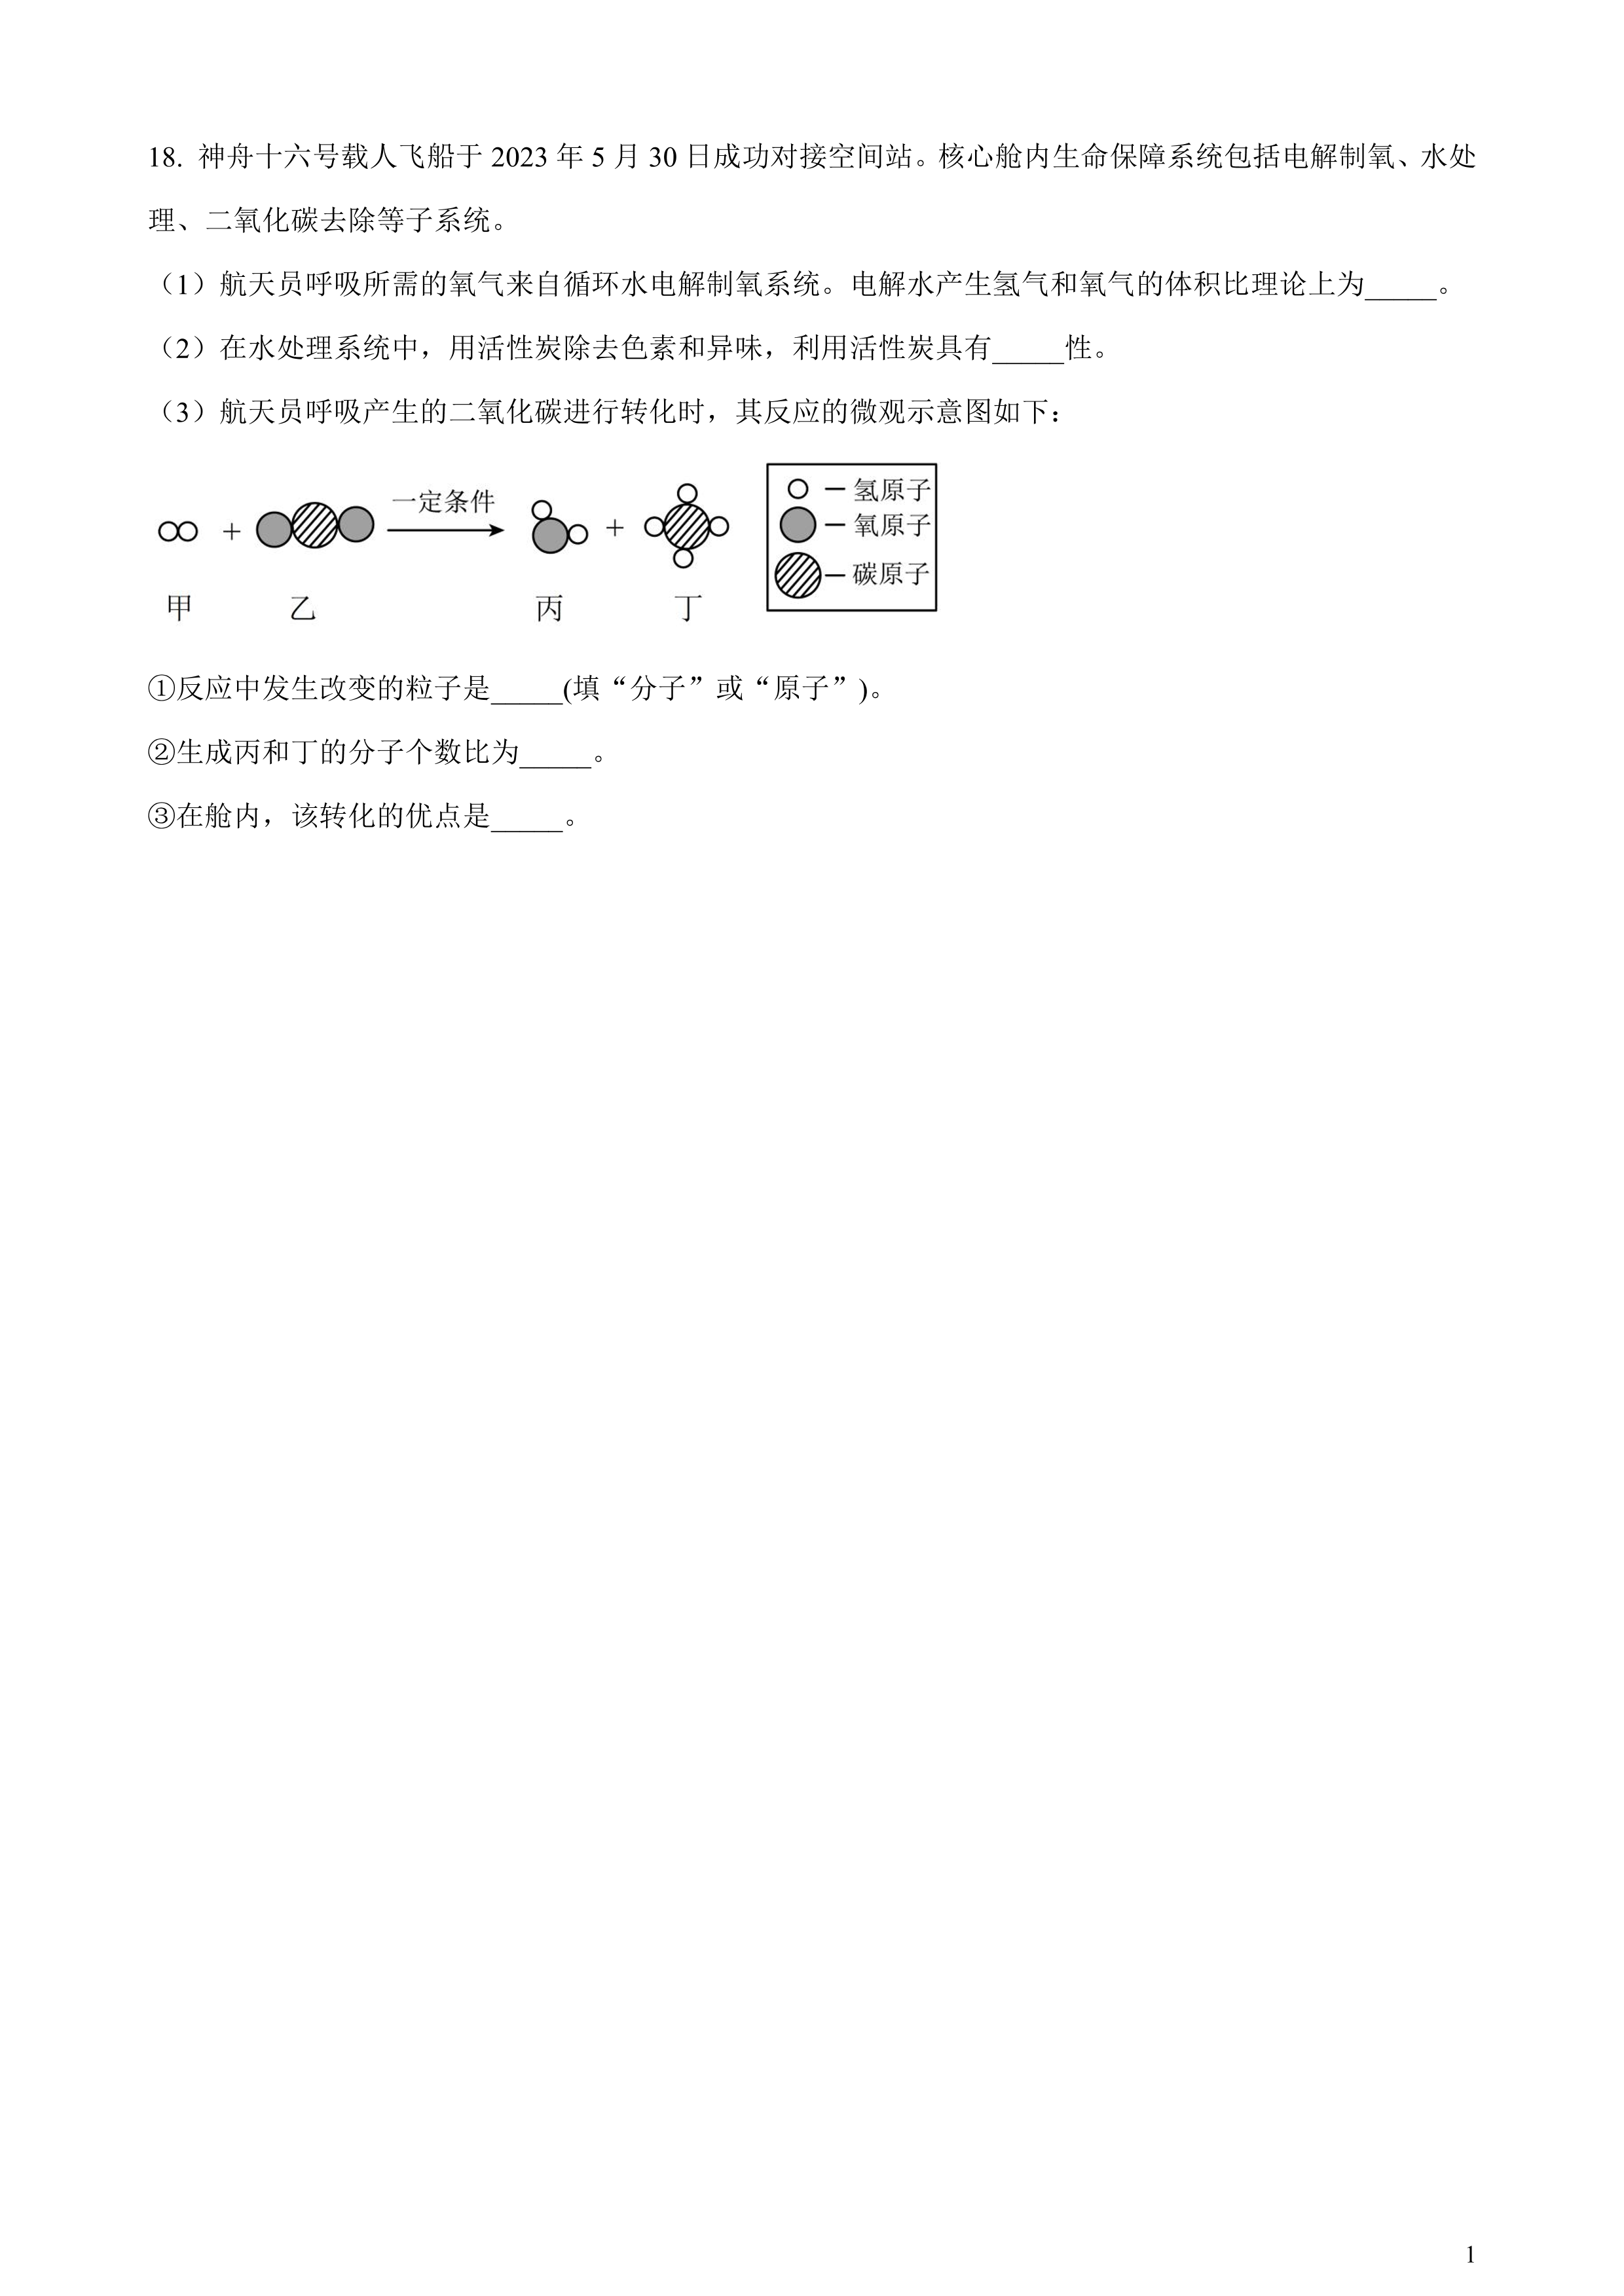 18. 神舟十六号载人飞船于 2023 年 5 月 30 日成功对接空间站。核心舱内生命保障系统包括电解制氧、水处
理、二氧化碳去除等子系统。
（1）航天员呼吸所需的氧气来自循环水电解制氧系统。电解水产生氢气和氧气的体积比理论上为_____。
（2）在水处理系统中，用活性炭除去色素和异味，利用活性炭具有_____性。
（3）航天员呼吸产生的二氧化碳进行转化时，其反应的微观示意图如下：
+ 一定条件 +
甲 乙 丙 丁
— 氢原子
— 氧原子
— 碳原子
①反应中发生改变的粒子是_____(填“分子”或“原子”)。
②生成丙和丁的分子个数比为_____。
③在舱内，该转化的优点是_____。
1